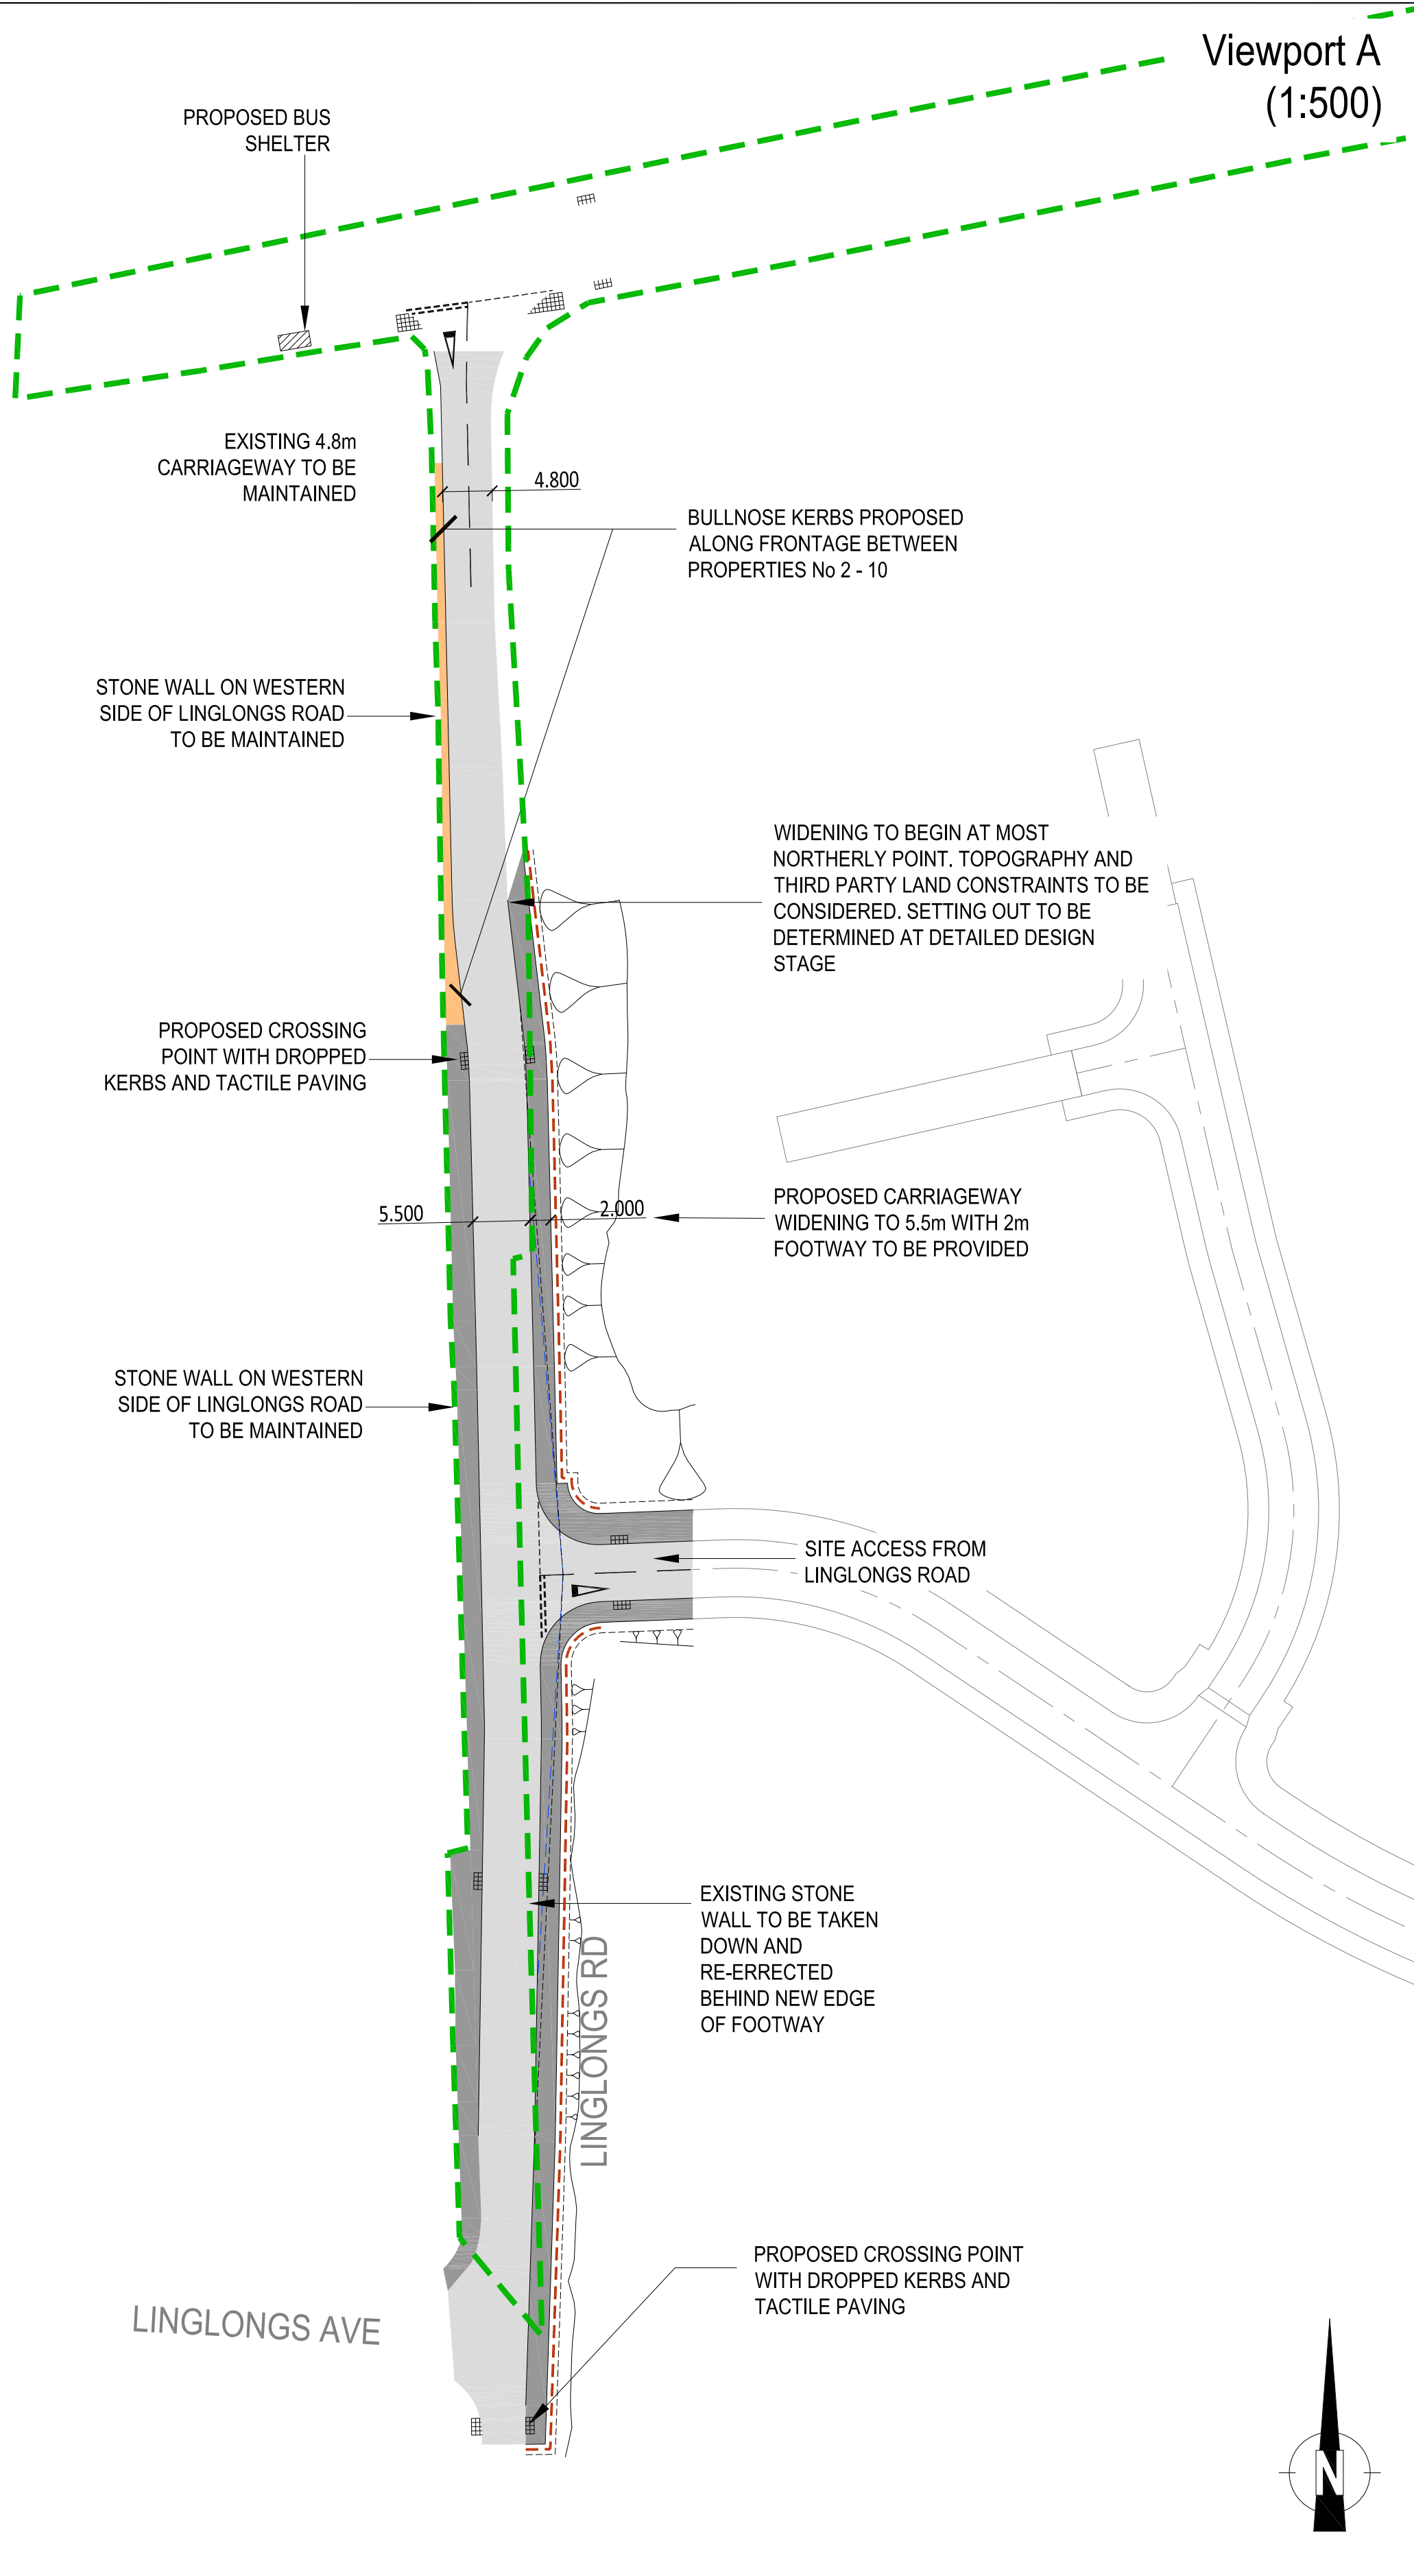 Viewport A
(1:500)
PROPOSED BUS
SHELTER
EXISTING 4.8m
CARRIAGEWAY TO BE
MAINTAINED
4.800
BULLNOSE KERBS PROPOSED
ALONG FRONTAGE BETWEEN
PROPERTIES No 2 - 10
STONE WALL ON WESTERN
SIDE OF LINGLONGS ROAD
TO BE MAINTAINED
WIDENING TO BEGIN AT MOST
NORTHERLY POINT. TOPOGRAPHY AND
THIRD PARTY LAND CONSTRAINTS TO BE
CONSIDERED. SETTING OUT TO BE
DETERMINED AT DETAILED DESIGN
STAGE
PROPOSED CROSSING
POINT WITH DROPPED
KERBS AND TACTILE PAVING
5.500
2.000
PROPOSED CARRIAGEWAY
WIDENING TO 5.5m WITH 2m
FOOTWAY TO BE PROVIDED
STONE WALL ON WESTERN
SIDE OF LINGLONGS ROAD
TO BE MAINTAINED
SITE ACCESS FROM
LINGLONGS ROAD
EXISTING STONE
WALL TO BE TAKEN
DOWN AND
RE-ERRECTED
BEHIND NEW EDGE
OF FOOTWAY
LINGLONGS RD
PROPOSED CROSSING POINT
WITH DROPPED KERBS AND
TACTILE PAVING
LINGLONGS AVE
N